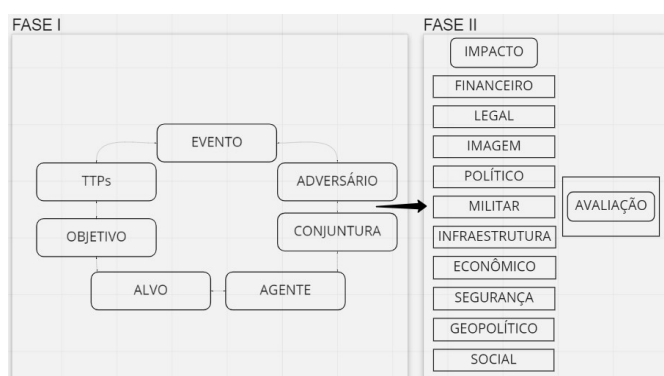 FASE I
EVENTO
TTPs
ADVERSÁRIO
OBJETIVO
CONJUNTURA
ALVO
AGENTE
FASE II
IMPACTO
FINANCEIRO
LEGAL
IMAGEM
POLÍTICO
MILITAR
INFRAESTRUTURA
ECONÔMICO
SEGURANÇA
GEOPOLÍTICO
SOCIAL
AVALIAÇÃO